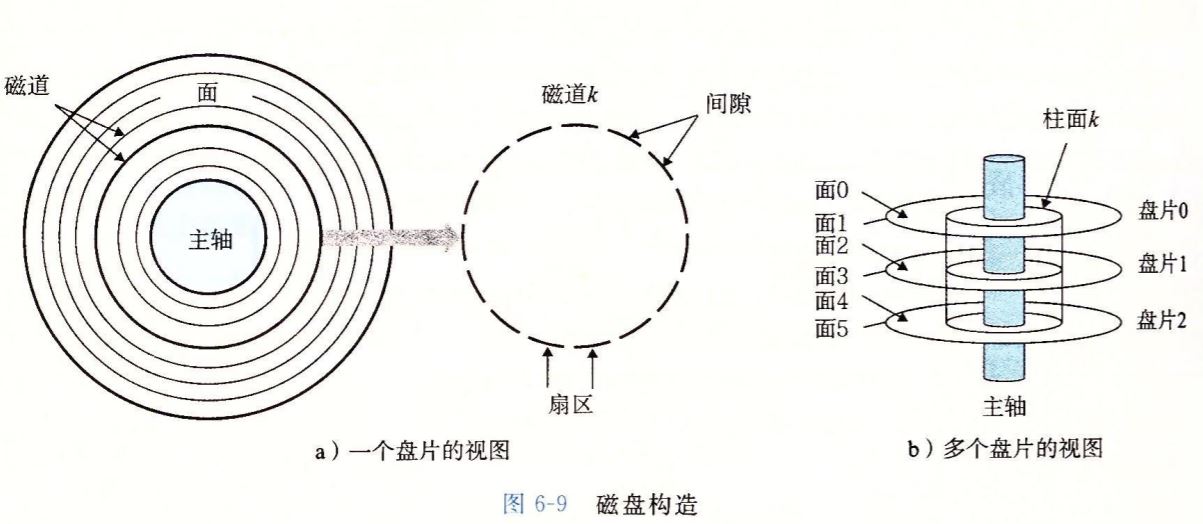 磁道
面
主轴
磁道k
间隙
扇区
a）一个盘片的视图
柱面k
面0
面1
面2
面3
面4
面5
盘片0
盘片1
盘片2
主轴
b）多个盘片的视图
图 6-9 磁盘构造